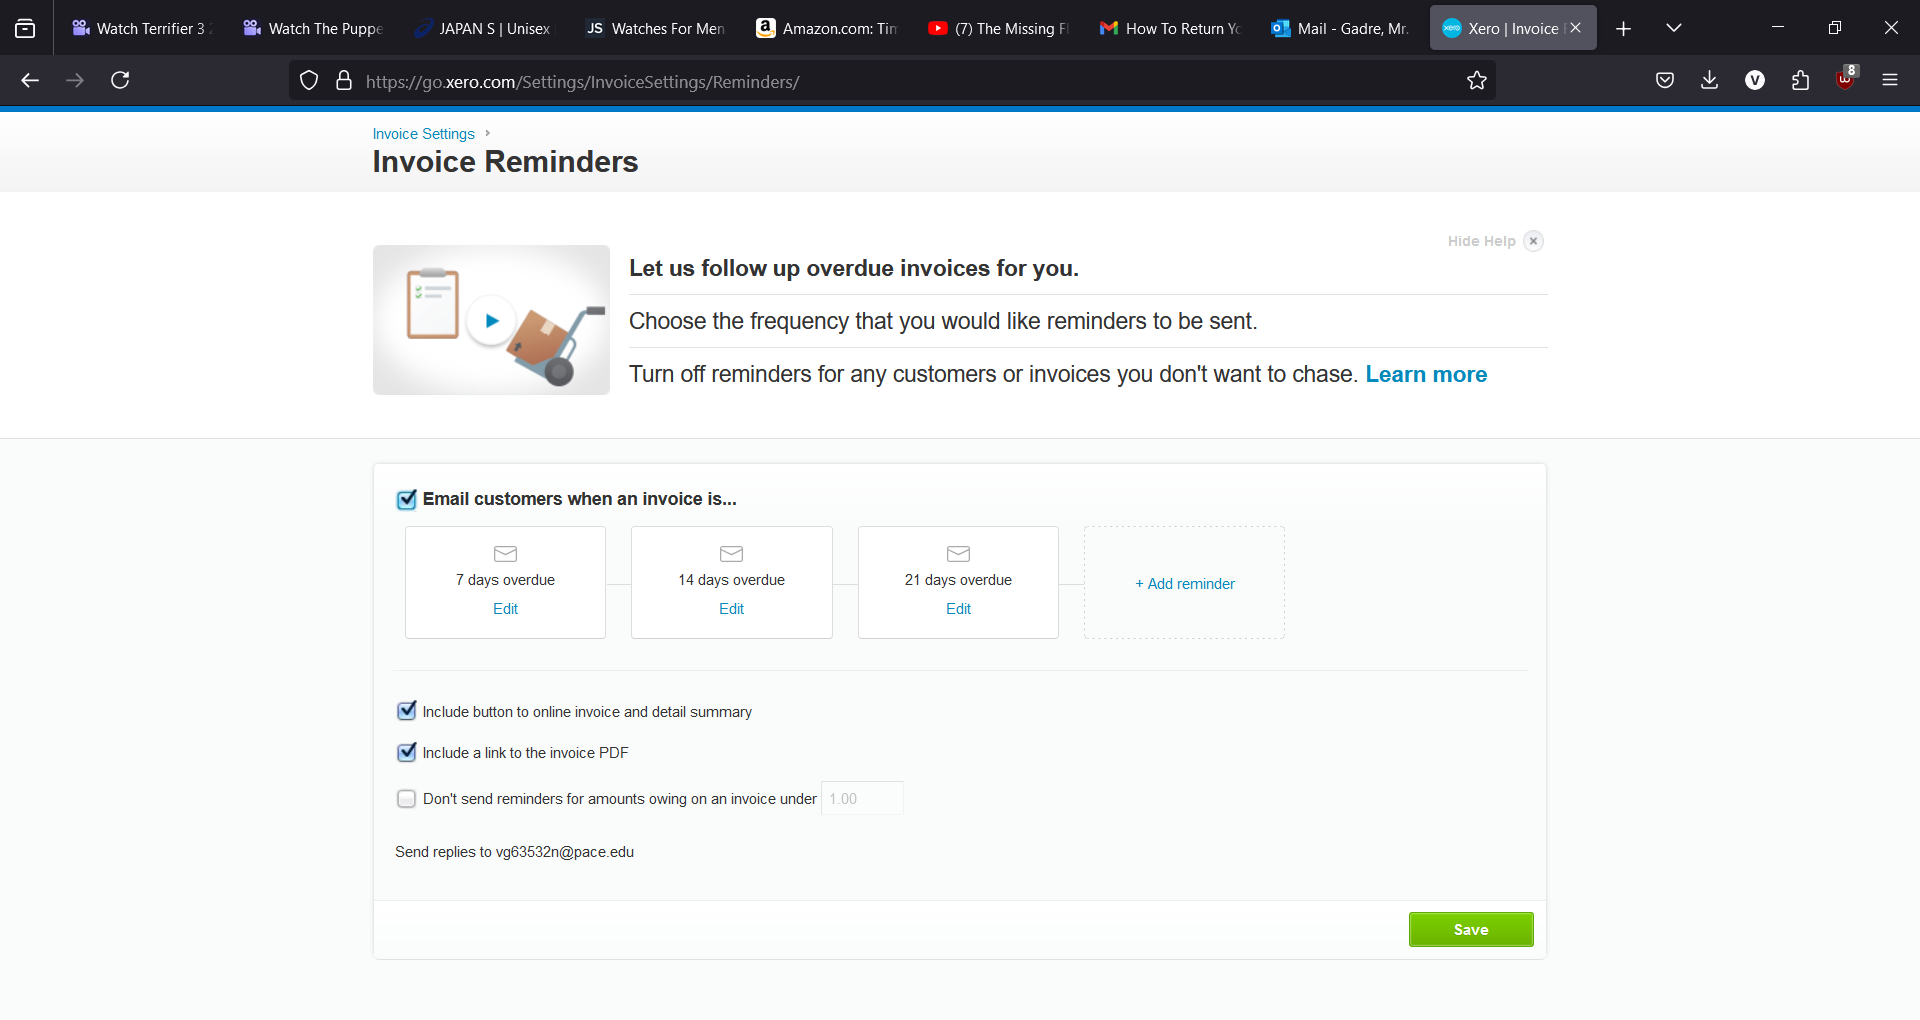 Watch Terrifier 3 2
Watch The Puppe
JAPAN S | Unisex
JS Watches For Men
Amazon.com: Tim
(7) The Missing Fl
How To Return Yo
Mail - Gadre, Mr.
Xero | Invoice
https://go.xero.com/Settings/InvoiceSettings/Reminders/
V
8
Invoice Settings
Invoice Reminders
Hide Help
Let us follow up overdue invoices for you.
Choose the frequency that you would like reminders to be sent.
Turn off reminders for any customers or invoices you don't want to chase. Learn more
Email customers when an invoice is...
7 days overdue
Edit
14 days overdue
Edit
21 days overdue
Edit
+ Add reminder
Include button to online invoice and detail summary
Include a link to the invoice PDF
Don't send reminders for amounts owing on an invoice under 1.00
Send replies to vg63532n@pace.edu
Save